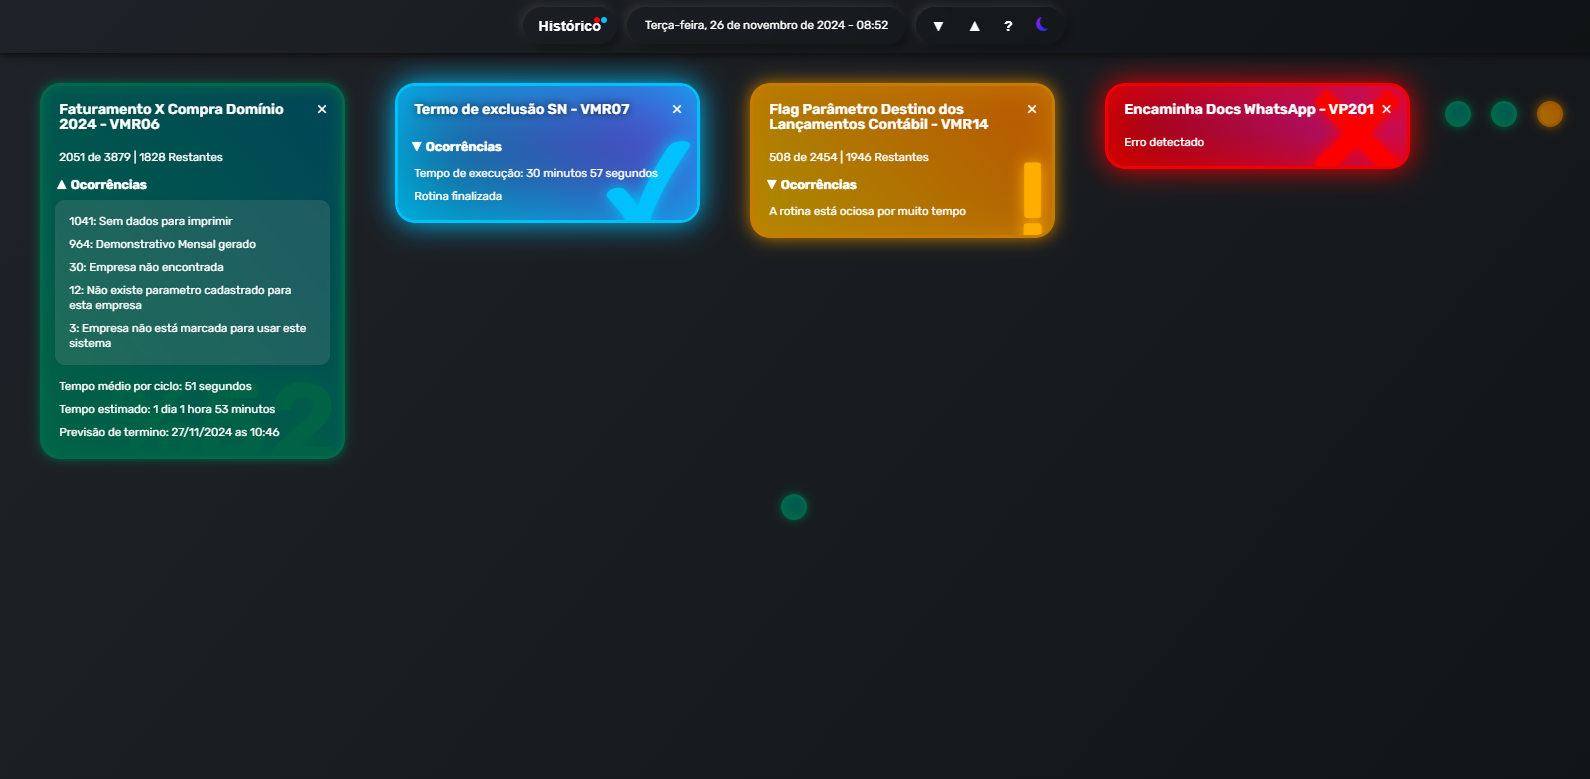 Histórico
Terça-feira, 26 de novembro de 2024 - 08:52
▼ ▲ ?
Faturamento X Compra Domínio
2024 - VMR06
×
2051 de 3879 | 1828 Restantes
▲ Ocorrências
1041: Sem dados para imprimir
964: Demonstrativo Mensal gerado
30: Empresa não encontrada
12: Não existe parametro cadastrado para
esta empresa
3: Empresa não está marcada para usar este
sistema
Tempo médio por ciclo: 51 segundos
Tempo estimado: 1 dia 1 hora 53 minutos
Previsão de termino: 27/11/2024 as 10:46
Termo de exclusão SN - VMR07
×
▼ Ocorrências
Tempo de execução: 30 minutos 57 segundos
Rotina finalizada
Flag Parâmetro Destino dos
Lançamentos Contábil - VMR14
×
508 de 2454 | 1946 Restantes
▼ Ocorrências
A rotina está ociosa por muito tempo
Encaminha Docs WhatsApp - VP201
×
Erro detectado